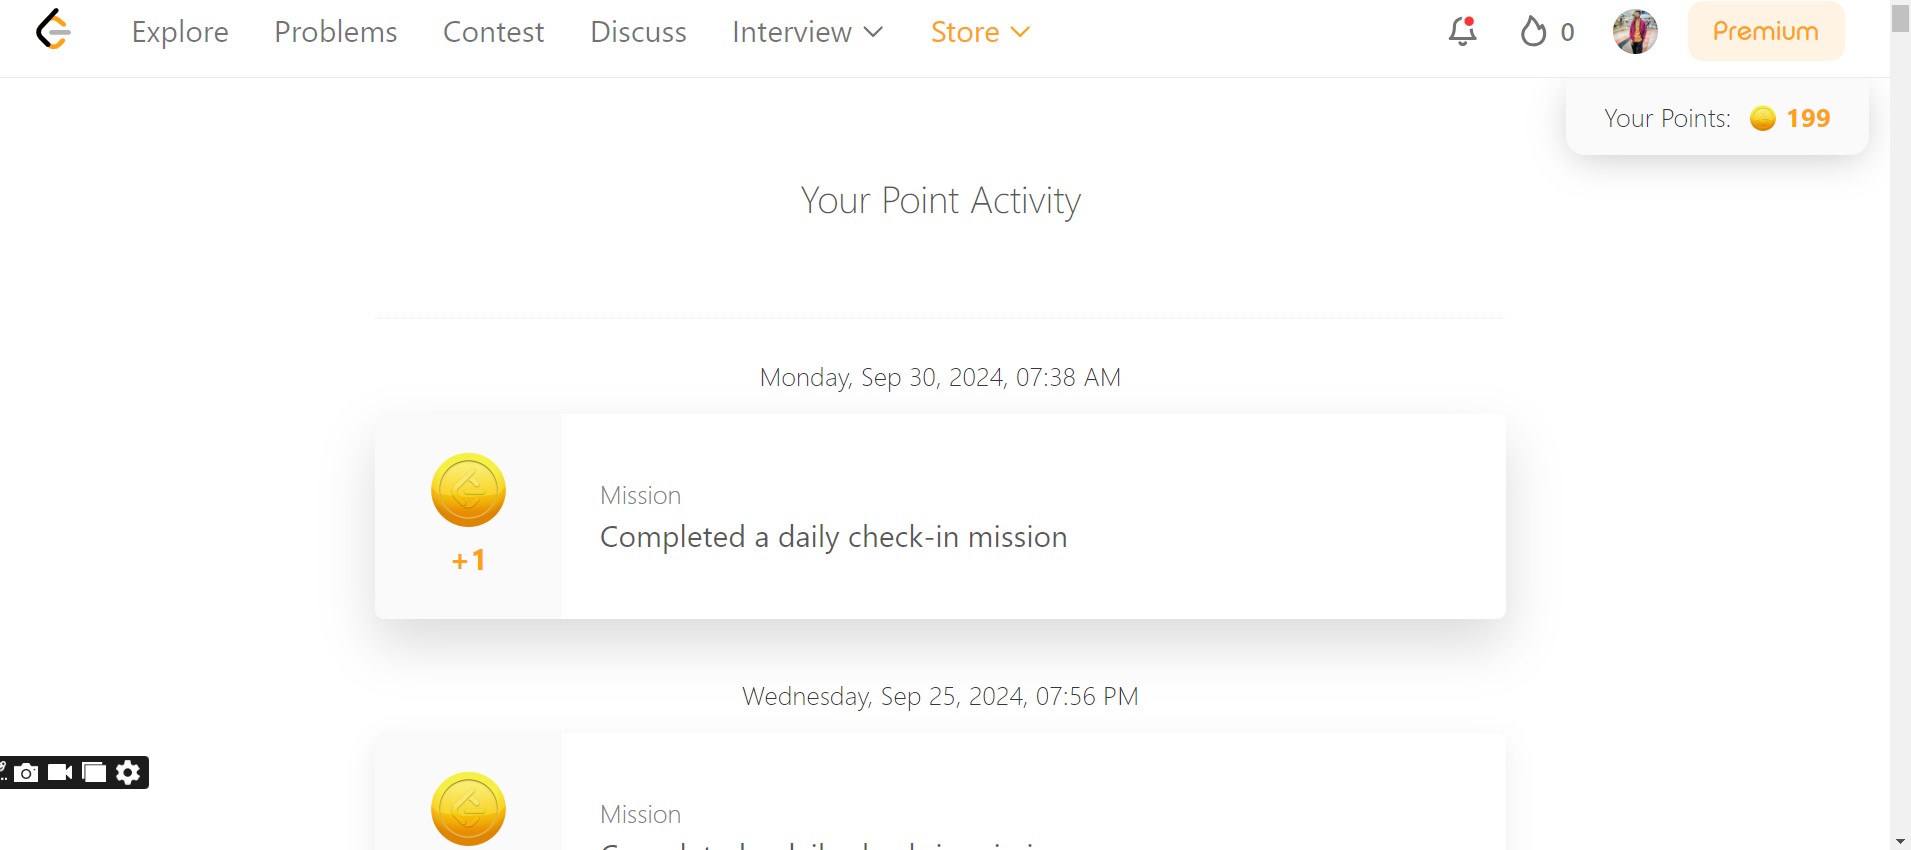 Explore Problems Contest Discuss Interview Store 0 Premium
Your Points: 199
Your Point Activity
Monday, Sep 30, 2024, 07:38 AM
Mission
Completed a daily check-in mission
+1
Wednesday, Sep 25, 2024, 07:56 PM
Mission